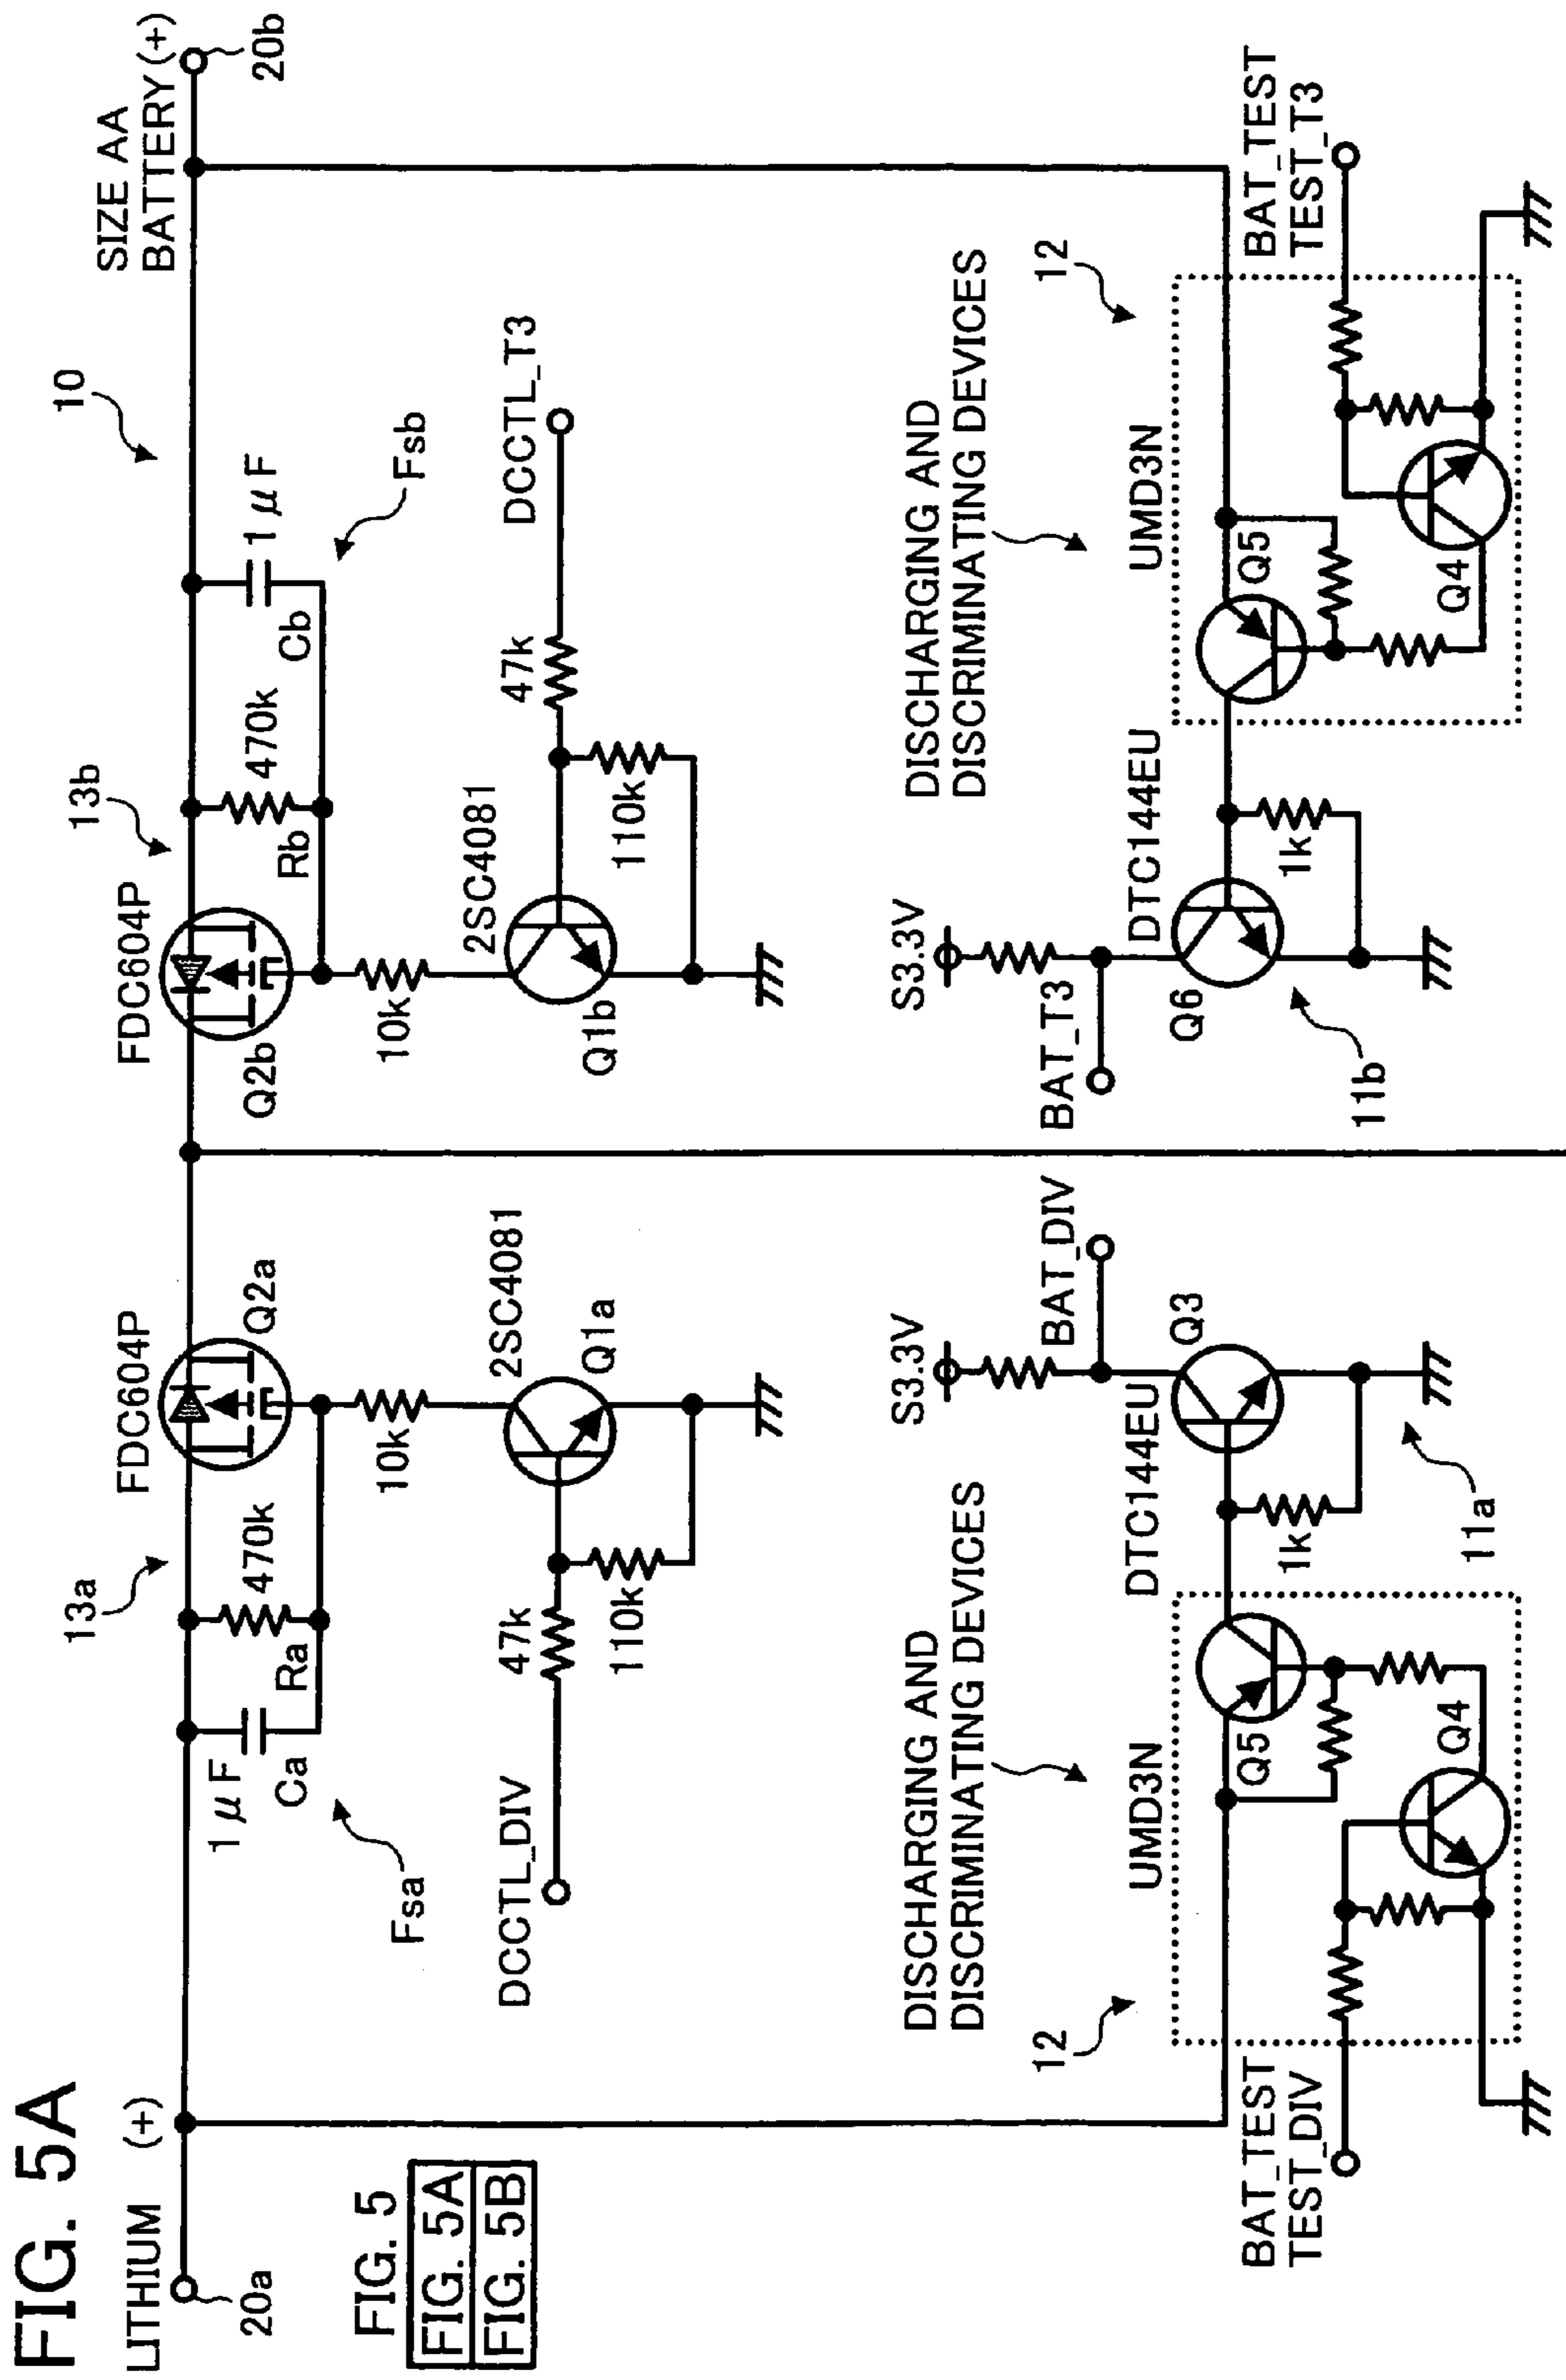 FIG. 5A
LITHIUM (+)
20a
FIG. 5
FIG. 5A
FIG. 5B
SIZE AA
BATTERY (+)
20b
10
13a
FDC604P
Q2a
470k
Ra
1μF
Ca
Fsa
10k
2SC4081
Q1a
47k
110k
DCCTL_DIV
13b
FDC604P
Q2b
470k
Rb
1μF
Cb
Fsb
10k
2SC4081
Q1b
47k
110k
DCCTL_T3
DISCHARGING AND
DISCRIMINATING DEVICES
12
UMD3N
Q5
Q4
BAT_TEST
TEST_DIV
S3.3V
BAT_DIV
DTC144EU
Q3
1k
11a
S3.3V
BAT_T3
DTC144EU
Q6
1k
11b
DISCHARGING AND
DISCRIMINATING DEVICES
12
UMD3N
Q5
Q4
BAT_TEST
TEST_T3